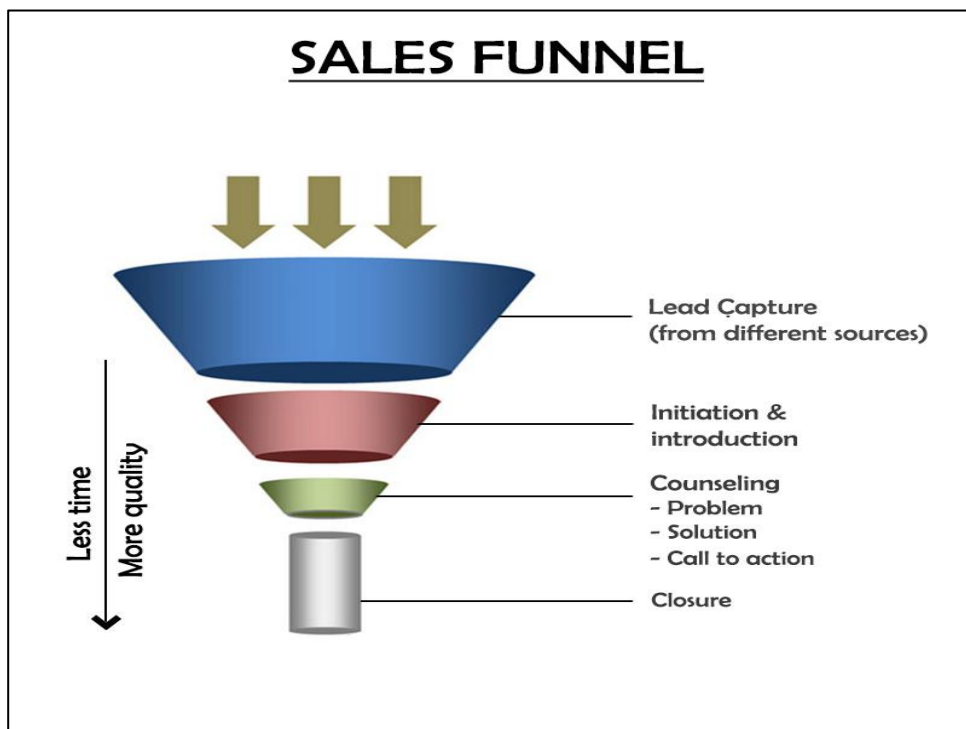 SALES FUNNEL
Lead Capture
(from different sources)
Initiation &
introduction
Counseling
- Problem
- Solution
- Call to action
Closure
Less time
More quality